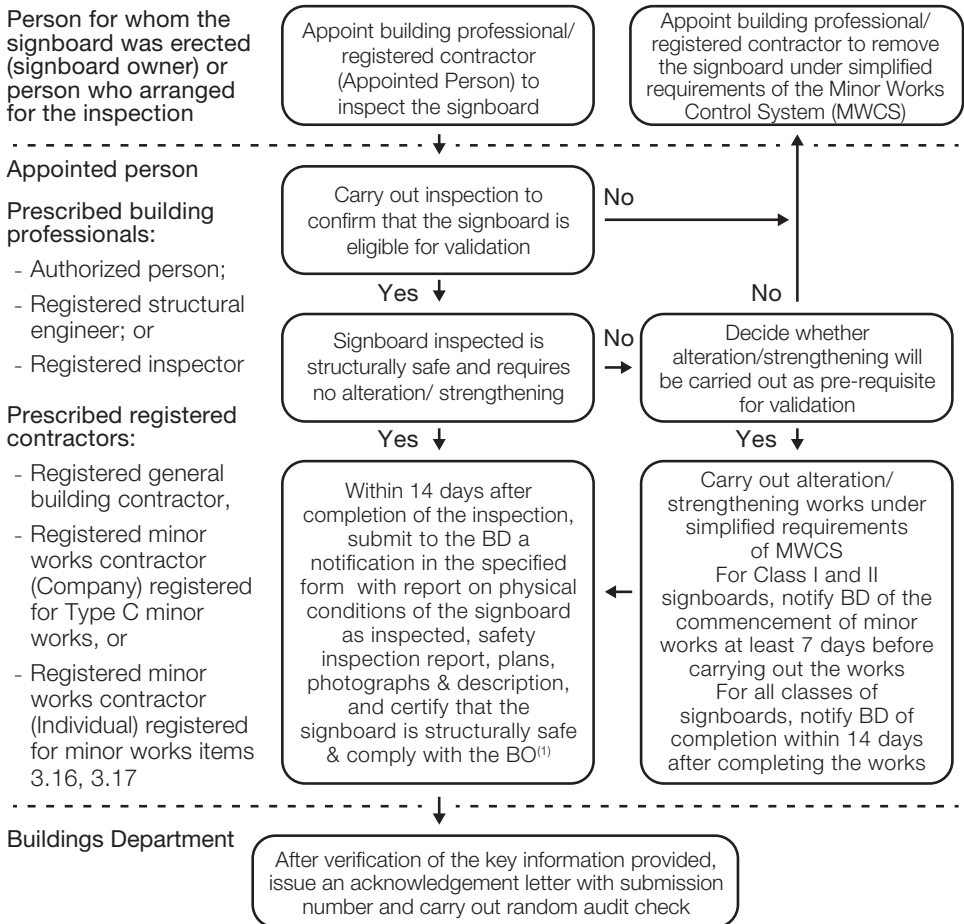 Person for whom the
signboard was erected
(signboard owner) or
person who arranged
for the inspection
Appoint building professional/
registered contractor
(Appointed Person) to
inspect the signboard
Appoint building professional/
registered contractor to remove
the signboard under simplified
requirements of the Minor Works
Control System (MWCS)
Appointed person
Prescribed building
professionals:
- Authorized person;
- Registered structural
engineer; or
- Registered inspector
Prescribed registered
contractors:
- Registered general
building contractor,
- Registered minor
works contractor
(Company) registered
for Type C minor
works, or
- Registered minor
works contractor
(Individual) registered
for minor works items
3.16, 3.17
Carry out inspection to
confirm that the signboard is
eligible for validation
No
Yes
No
Signboard inspected is
structurally safe and requires
no alteration/ strengthening
No
Decide whether
alteration/strengthening will
be carried out as pre-requisite
for validation
Yes
Yes
Within 14 days after
completion of the inspection,
submit to the BD a
notification in the specified
form with report on physical
conditions of the signboard
as inspected, safety
inspection report, plans,
photographs & description,
and certify that the
signboard is structurally safe
& comply with the BO(1)
Carry out alteration/
strengthening works under
simplified requirements
of MWCS
For Class I and II
signboards, notify BD of the
commencement of minor
works at least 7 days before
carrying out the works
For all classes of
signboards, notify BD of
completion within 14 days
after completing the works
Buildings Department
After verification of the key information provided,
issue an acknowledgement letter with submission
number and carry out random audit check